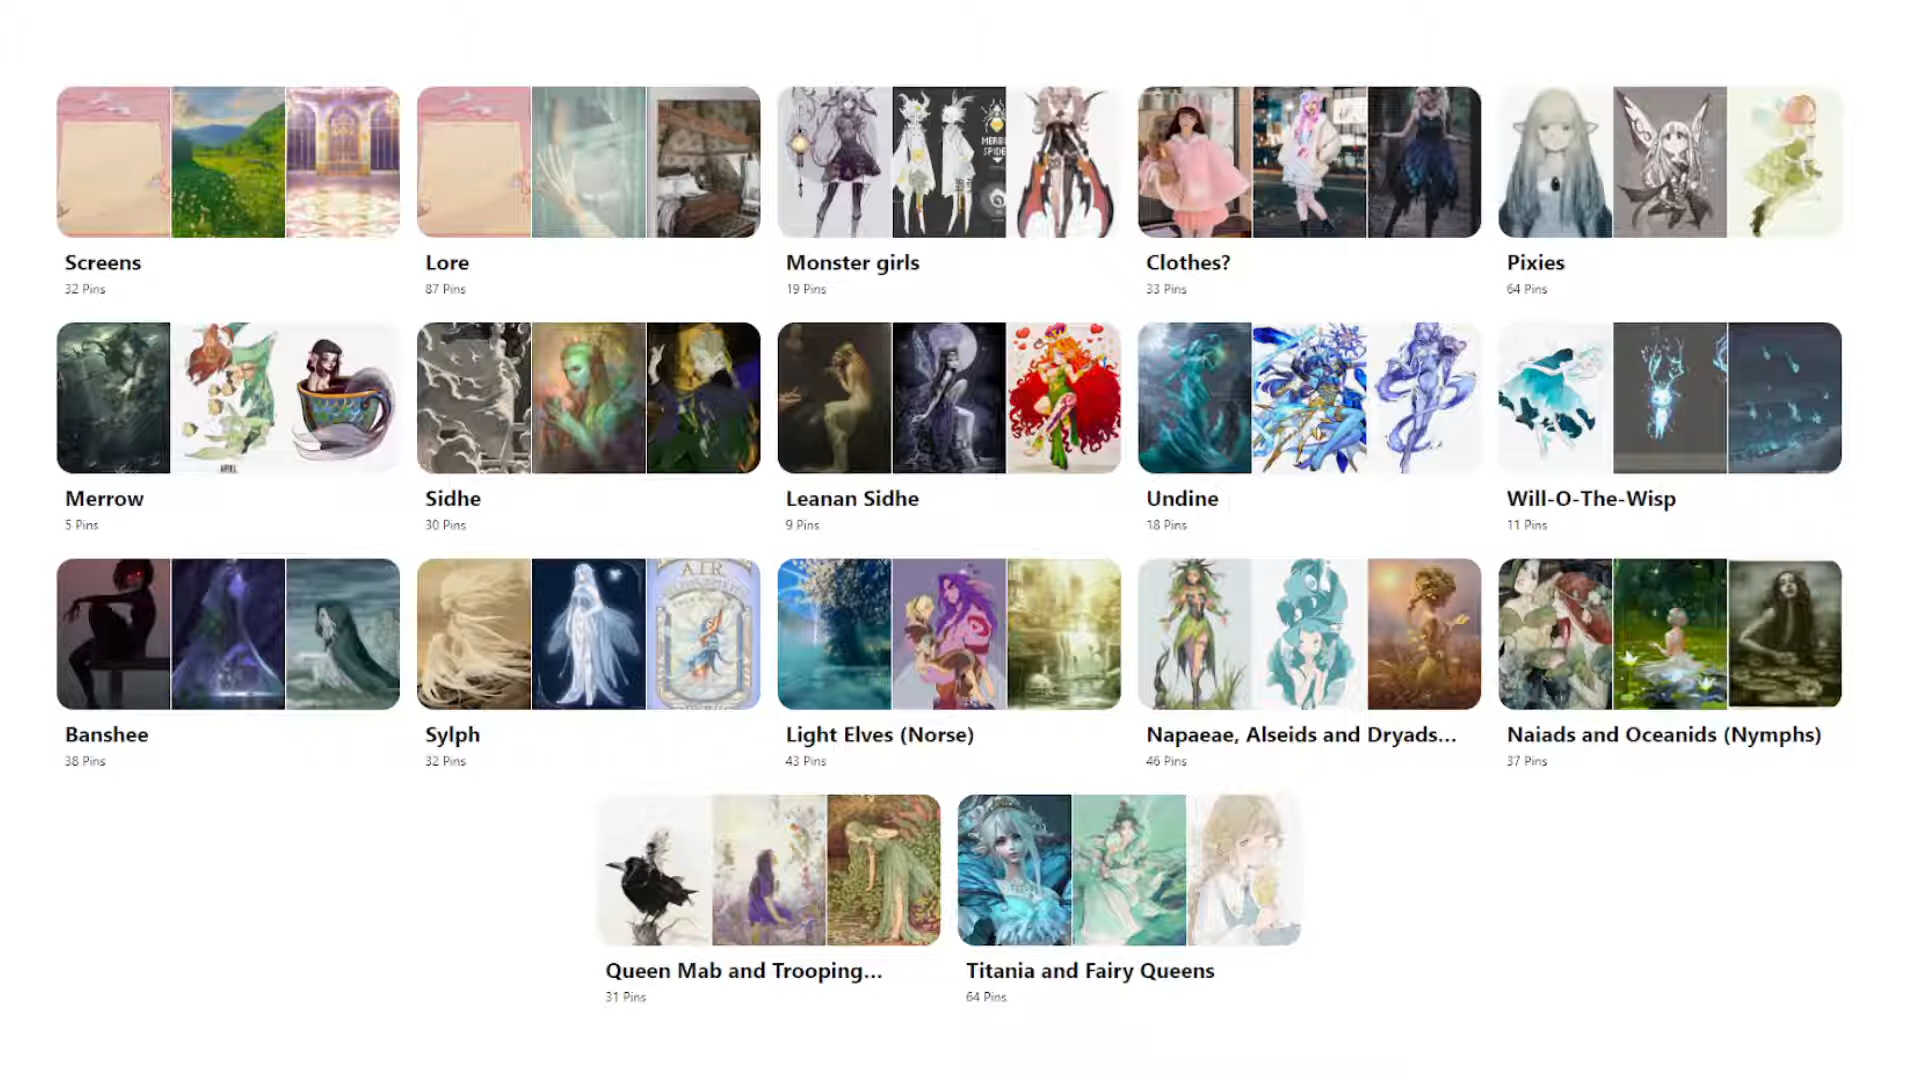 Screens
32 Pins
Lore
87 Pins
Monster girls
19 Pins
Clothes?
33 Pins
Pixies
64 Pins
Merrow
5 Pins
Sidhe
30 Pins
Leanan Sidhe
9 Pins
Undine
18 Pins
Will-O-The-Wisp
11 Pins
Banshee
38 Pins
AIR
Sylph
32 Pins
Light Elves (Norse)
43 Pins
Napaeae, Alseids and Dryads...
46 Pins
Naiads and Oceanids (Nymphs)
37 Pins
Queen Mab and Trooping...
31 Pins
Titania and Fairy Queens
64 Pins